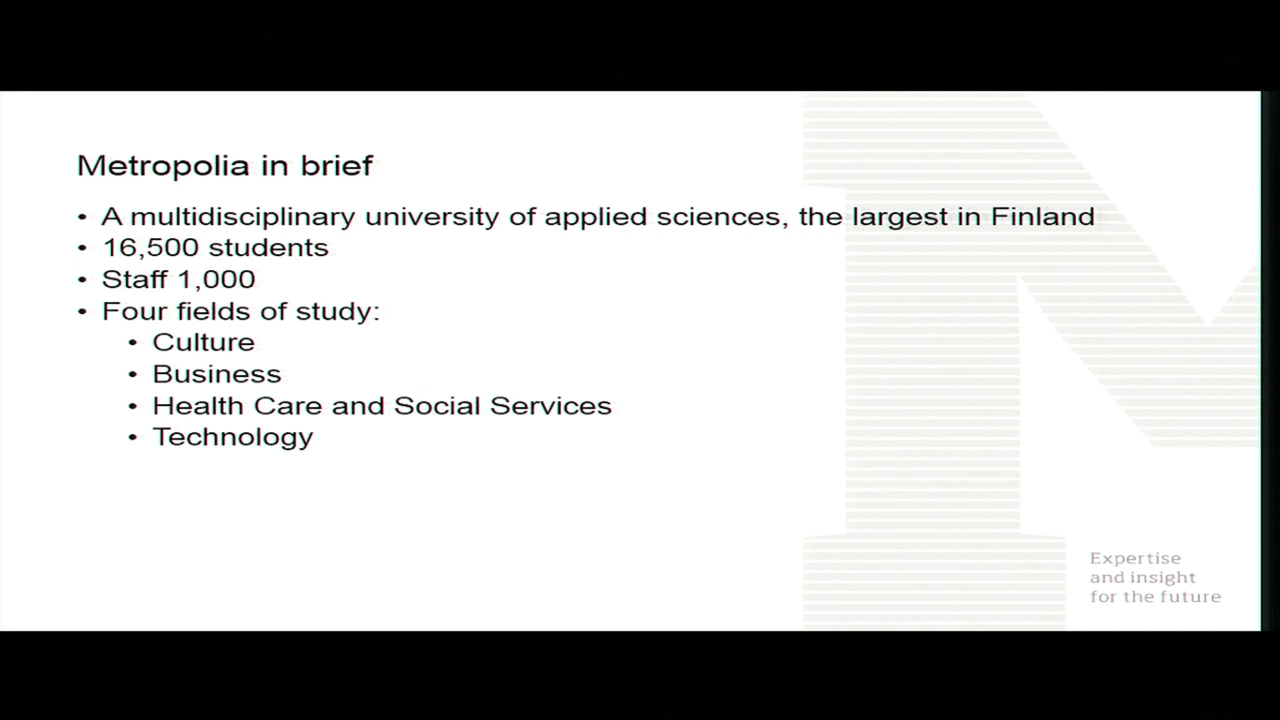 Metropolia in brief
• A multidisciplinary university of applied sciences, the largest in Finland
• 16,500 students
• Staff 1,000
• Four fields of study:
• Culture
• Business
• Health Care and Social Services
• Technology
Expertise
and insight
for the future